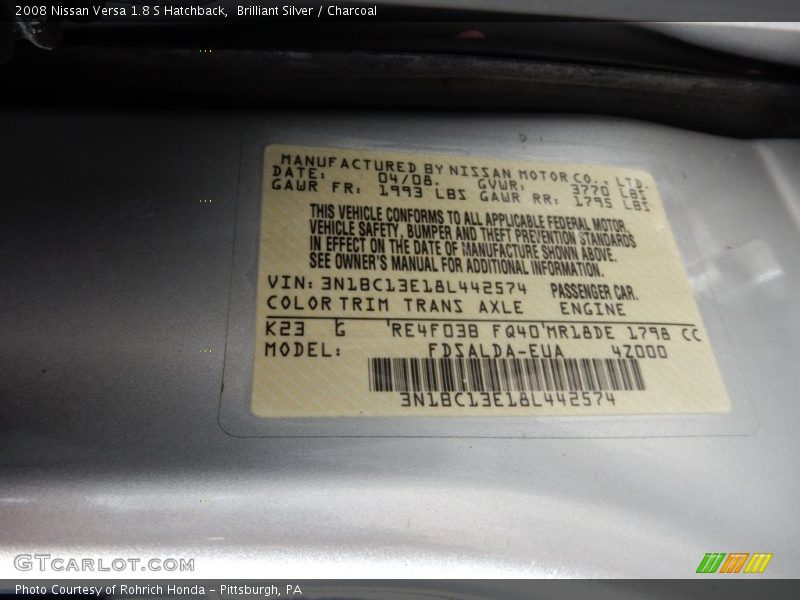 2008 Nissan Versa 1.8 S Hatchback,  Brilliant Silver / Charcoal
MANUFACTURED BY NISSAN MOTOR CO., LTD.
DATE: 04/08. GVWR: 3770 LBS
GAWR FR: 1993 LBS GAWR RR: 1795 LBS
THIS VEHICLE CONFORMS TO ALL APPLICABLE FEDERAL MOTOR
VEHICLE SAFETY, BUMPER AND THEFT PREVENTION STANDARDS
IN EFFECT ON THE DATE OF MANUFACTURE SHOWN ABOVE.
SEE OWNER'S MANUAL FOR ADDITIONAL INFORMATION.
VIN: 3N1BC13E18L442574 PASSENGER CAR.
COLOR TRIM TRANS AXLE ENGINE
K23 G RE4F03B FQ40 MR18DE 1798 CC
MODEL: FDSALDA-EUA 4Z000
3N1BC13E18L442574
GTCARLOT.COM
Photo Courtesy of Rohrich Honda - Pittsburgh, PA